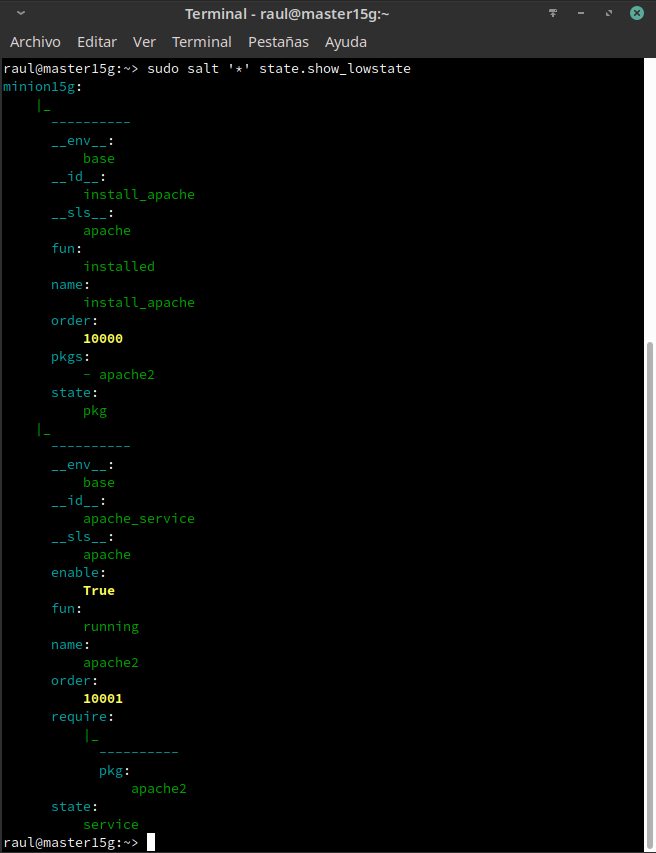 Terminal - raul@master15g:~
Archivo Editar Ver Terminal Pestañas Ayuda
raul@master15g:~> sudo salt '*' state.show_lowstate
minion15g:
    |_
      ----------
      __env__:
          base
      __id__:
          install_apache
      __sls__:
          apache
      fun:
          installed
      name:
          install_apache
      order:
          10000
      pkgs:
          - apache2
      state:
          pkg
    |_
      ----------
      __env__:
          base
      __id__:
          apache_service
      __sls__:
          apache
      enable:
          True
      fun:
          running
      name:
          apache2
      order:
          10001
      require:
          |_
            ----------
            pkg:
                apache2
      state:
          service
raul@master15g:~>